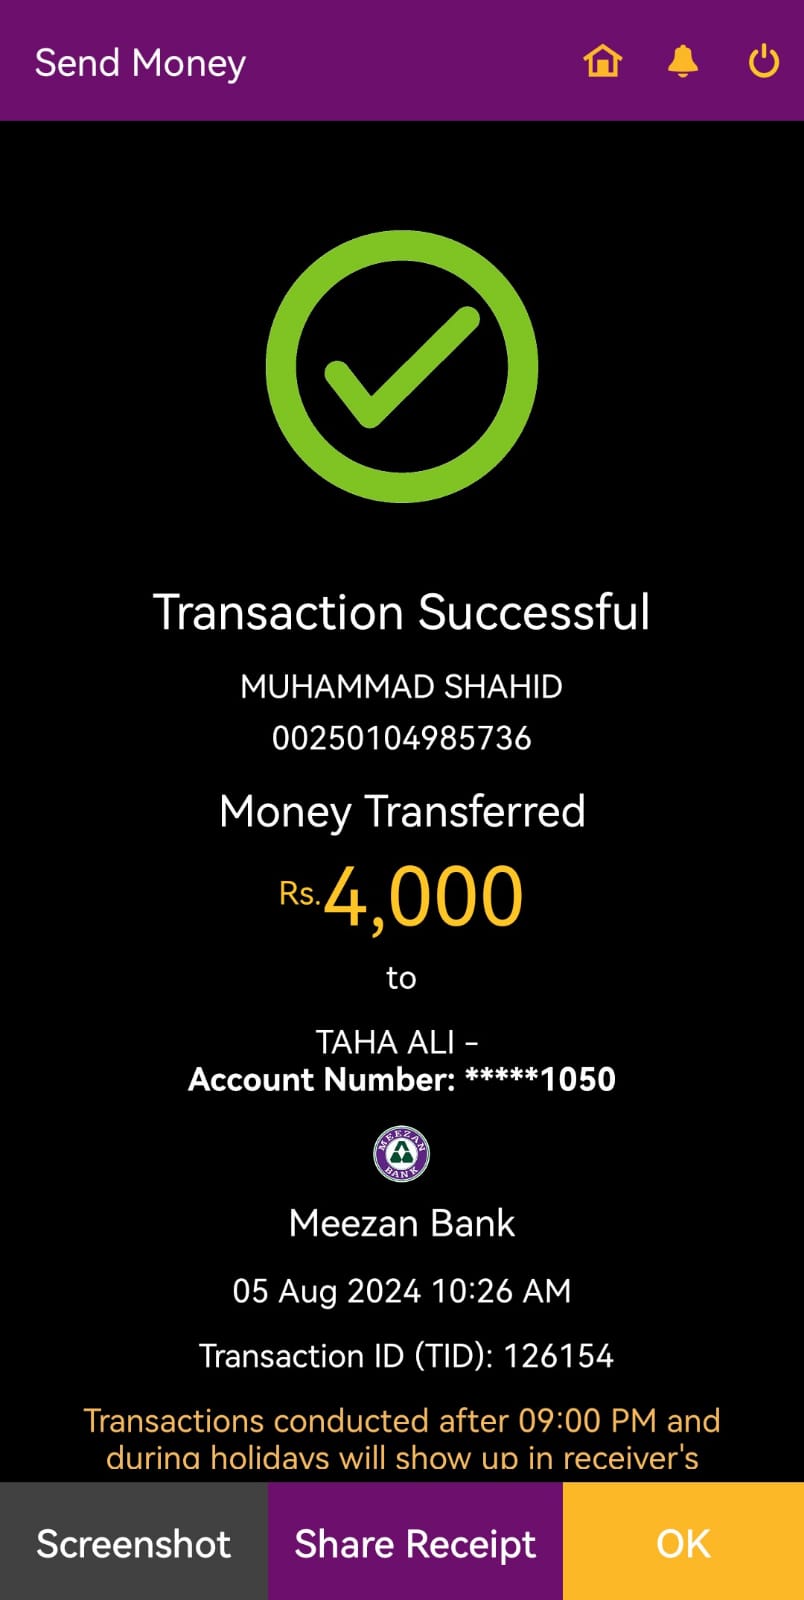 Send Money
Transaction Successful
MUHAMMAD SHAHID
00250104985736
Money Transferred
Rs.4,000
to
TAHA ALI -
Account Number: *****1050
MEEZAN BANK
Meezan Bank
05 Aug 2024 10:26 AM
Transaction ID (TID): 126154
Transactions conducted after 09:00 PM and
during holidays will show up in receiver's
Screenshot
Share Receipt
OK